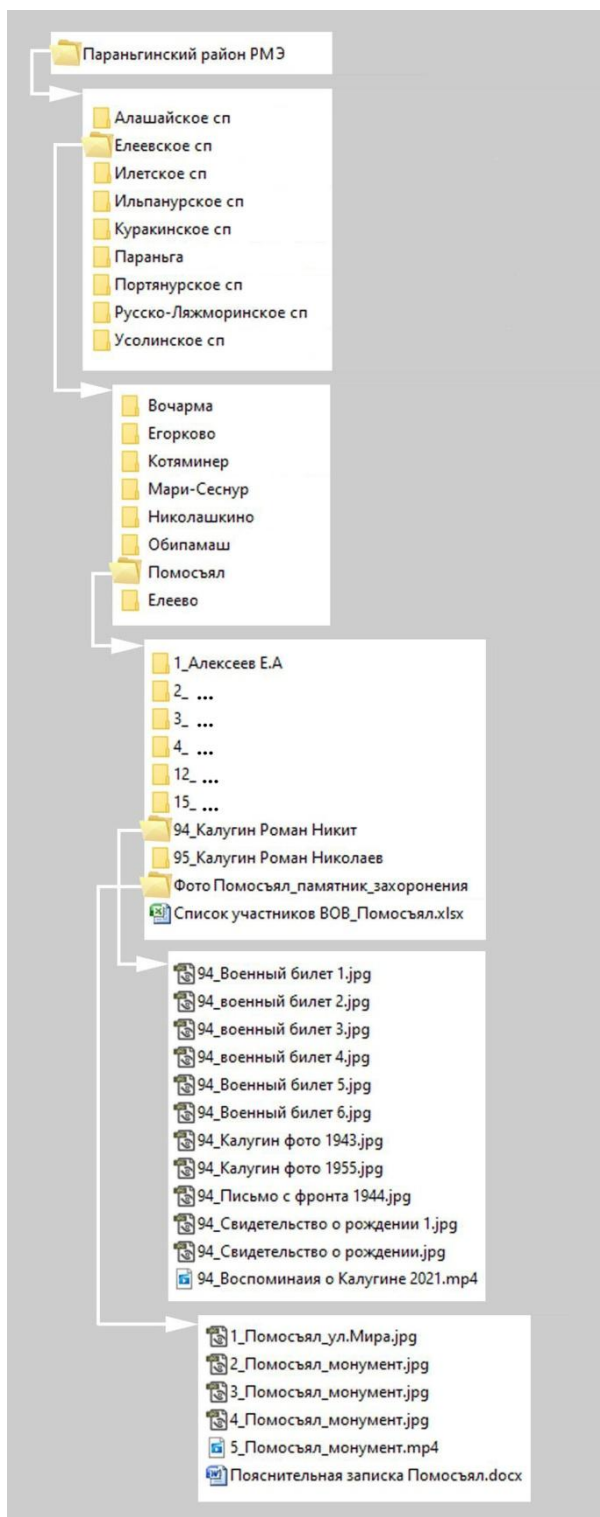 Параньгинский район РМЭ
Алашайское сп
Елеевское сп
Илетское сп
Ильпанурское сп
Куракинское сп
Параньга
Портянурское сп
Русско-Ляжморинское сп
Усолинское сп
Вочарма
Егорково
Котяминер
Мари-Сеснур
Николашкино
Обипамаш
Помосъял
Елеево
1_Алексеев Е.А
2_ ...
3_ ...
4_ ...
12_ ...
15_ ...
94_Калугин Роман Никит
95_Калугин Роман Николаев
Фото Помосъял_памятник_захоронения
Список участников ВОВ_Помосъял.xlsx
94_Военный билет 1.jpg
94_военный билет 2.jpg
94_военный билет 3.jpg
94_военный билет 4.jpg
94_Военный билет 5.jpg
94_Военный билет 6.jpg
94_Калугин фото 1943.jpg
94_Калугин фото 1955.jpg
94_Письмо с фронта 1944.jpg
94_Свидетельство о рождении 1.jpg
94_Свидетельство о рождении.jpg
94_Воспоминаия о Калугине 2021.mp4
1_Помосъял_ул.Мира.jpg
2_Помосъял_монумент.jpg
3_Помосъял_монумент.jpg
4_Помосъял_монумент.jpg
5_Помосъял_монумент.mp4
Пояснительная записка Помосъял.docx